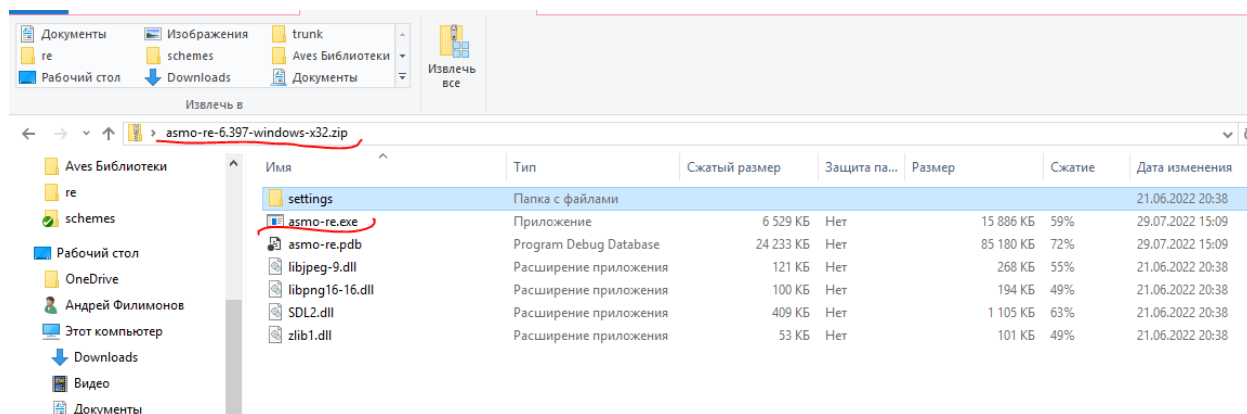 Документы Изображения trunk
re schemes Aves Библиотеки
Рабочий стол Downloads Документы
Извлечь все
Извлечь в
asmo-re-6.397-windows-x32.zip
Имя Тип Сжатый размер Защита па... Размер Сжатие Дата изменения
settings Папка с файлами 21.06.2022 20:38
asmo-re.exe Приложение 6 529 КБ Нет 15 886 КБ 59% 29.07.2022 15:09
asmo-re.pdb Program Debug Database 24 233 КБ Нет 85 180 КБ 72% 29.07.2022 15:09
libjpeg-9.dll Расширение приложения 121 КБ Нет 268 КБ 55% 21.06.2022 20:38
libpng16-16.dll Расширение приложения 100 КБ Нет 194 КБ 49% 21.06.2022 20:38
SDL2.dll Расширение приложения 409 КБ Нет 1 105 КБ 63% 21.06.2022 20:38
zlib1.dll Расширение приложения 53 КБ Нет 101 КБ 49% 21.06.2022 20:38
Aves Библиотеки
re
schemes
Рабочий стол
OneDrive
Андрей Филимонов
Этот компьютер
Downloads
Видео
Документы